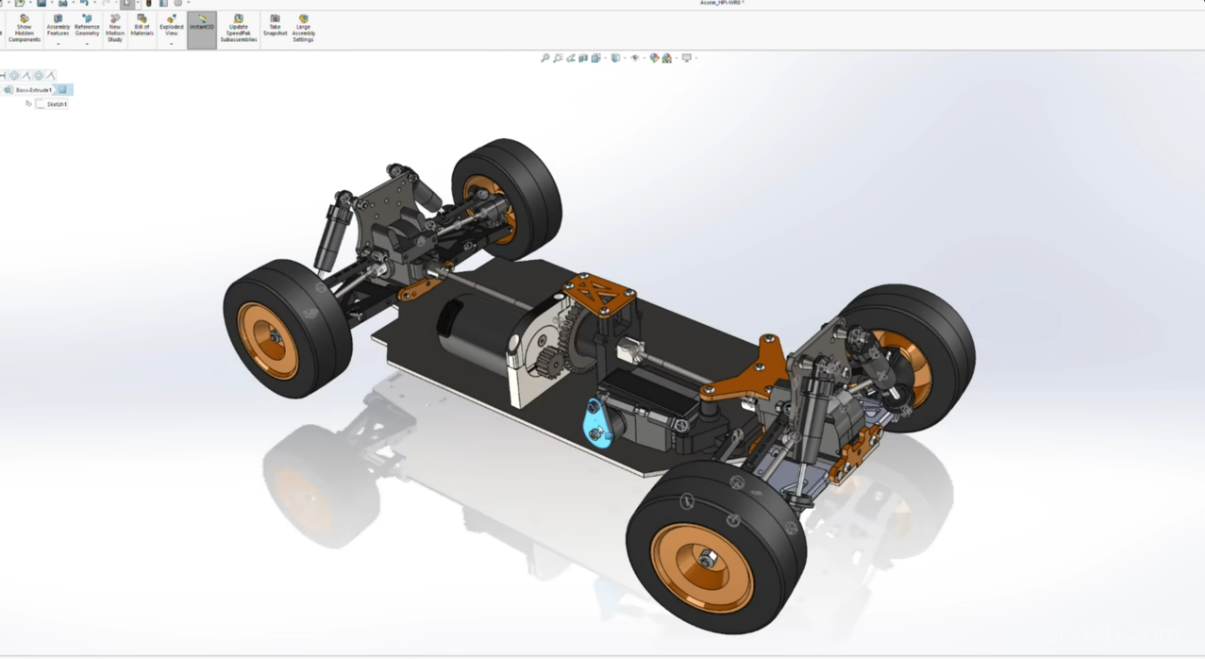 Assem_HPI-WR8 *
Show Hidden Components
Assembly Features
Reference Geometry
New Motion Study
Bill of Materials
Exploded View
Instant3D
Update SpeedPak Subassemblies
Take Snapshot
Large Assembly Settings
Boss-Extrude1
Sketch1